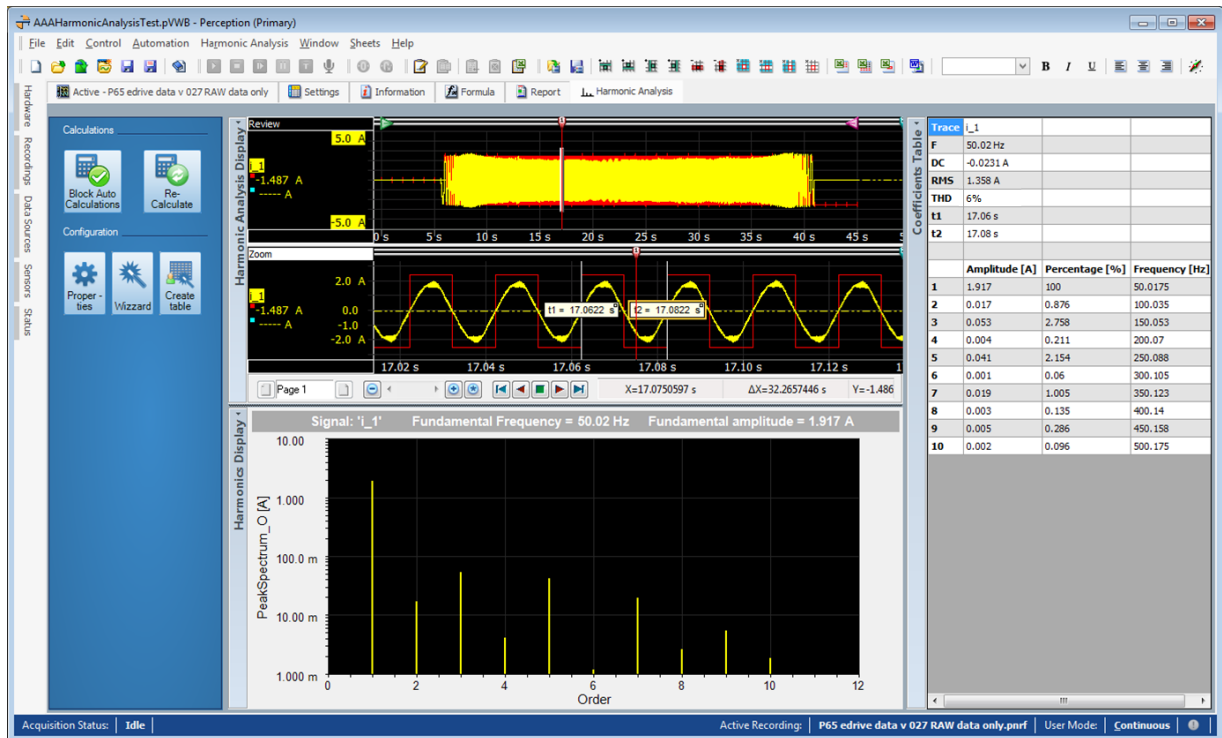 AAAHarmonicAnalysisTest.pVWB - Perception (Primary)
File Edit Control Automation Harmonic Analysis Window Sheets Help
B I U
Active - P65 edrive data v 027 RAW data only Settings Information Formula Report Harmonic Analysis
Hardware
Recordings
Data Sources
Sensors
Status
Calculations
Block Auto Calculations
Re-Calculate
Configuration
Proper - ties
Wizzard
Create table
Harmonic Analysis Display
Review
5.0 A
i_1
-1.487 A
----- A
-5.0 A
0 s 5 s 10 s 15 s 20 s 25 s 30 s 35 s 40 s 45 s
Zoom
2.0 A
i_1
-1.487 A 0.0
----- A -1.0
-2.0 A
t1 = 17.0622 s
t2 = 17.0822 s
17.02 s 17.04 s 17.06 s 17.08 s 17.10 s 17.12 s
Page 1
X=17.0750597 s ΔX=32.2657446 s Y=-1.486
Harmonics Display
Signal: 'i_1' Fundamental Frequency = 50.02 Hz Fundamental amplitude = 1.917 A
PeakSpectrum_O [A]
10.00
1.000
100.0 m
10.00 m
1.000 m
0 2 4 6 8 10 12
Order
Coefficients Table
Trace i_1
F 50.02 Hz
DC -0.0231 A
RMS 1.358 A
THD 6%
t1 17.06 s
t2 17.08 s
Amplitude [A] Percentage [%] Frequency [Hz]
1 1.917 100 50.0175
2 0.017 0.876 100.035
3 0.053 2.758 150.053
4 0.004 0.211 200.07
5 0.041 2.154 250.088
6 0.001 0.06 300.105
7 0.019 1.005 350.123
8 0.003 0.135 400.14
9 0.005 0.286 450.158
10 0.002 0.096 500.175
Acquisition Status: Idle
Active Recording: P65 edrive data v 027 RAW data only.pnrf User Mode: Continuous